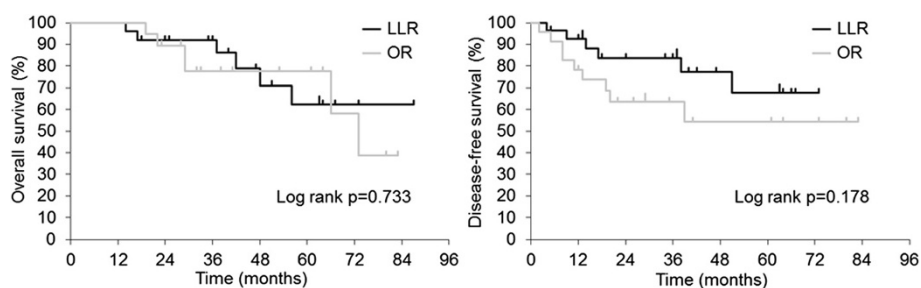 Overall survival (%)
100
90
80
70
60
50
40
30
20
10
0
LLR
OR
Log rank p=0.733
0 12 24 36 48 60 72 84 96
Time (months)
Disease-free survival (%)
100
90
80
70
60
50
40
30
20
10
0
LLR
OR
Log rank p=0.178
0 12 24 36 48 60 72 84 96
Time (months)